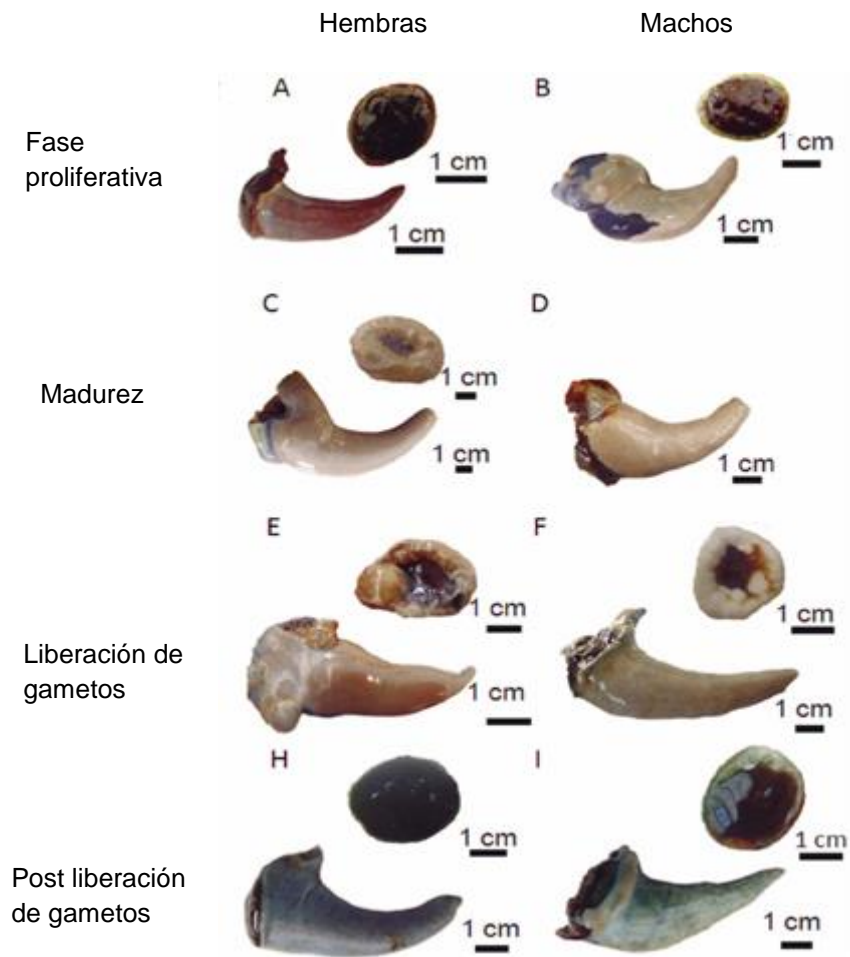 Hembras Machos
A B
Fase
proliferativa
1 cm 1 cm
1 cm 1 cm
C D
Madurez
1 cm 1 cm
1 cm
E F
1 cm 1 cm
Liberación de
gametos
1 cm 1 cm
H I
1 cm 1 cm
Post liberación
de gametos
1 cm 1 cm